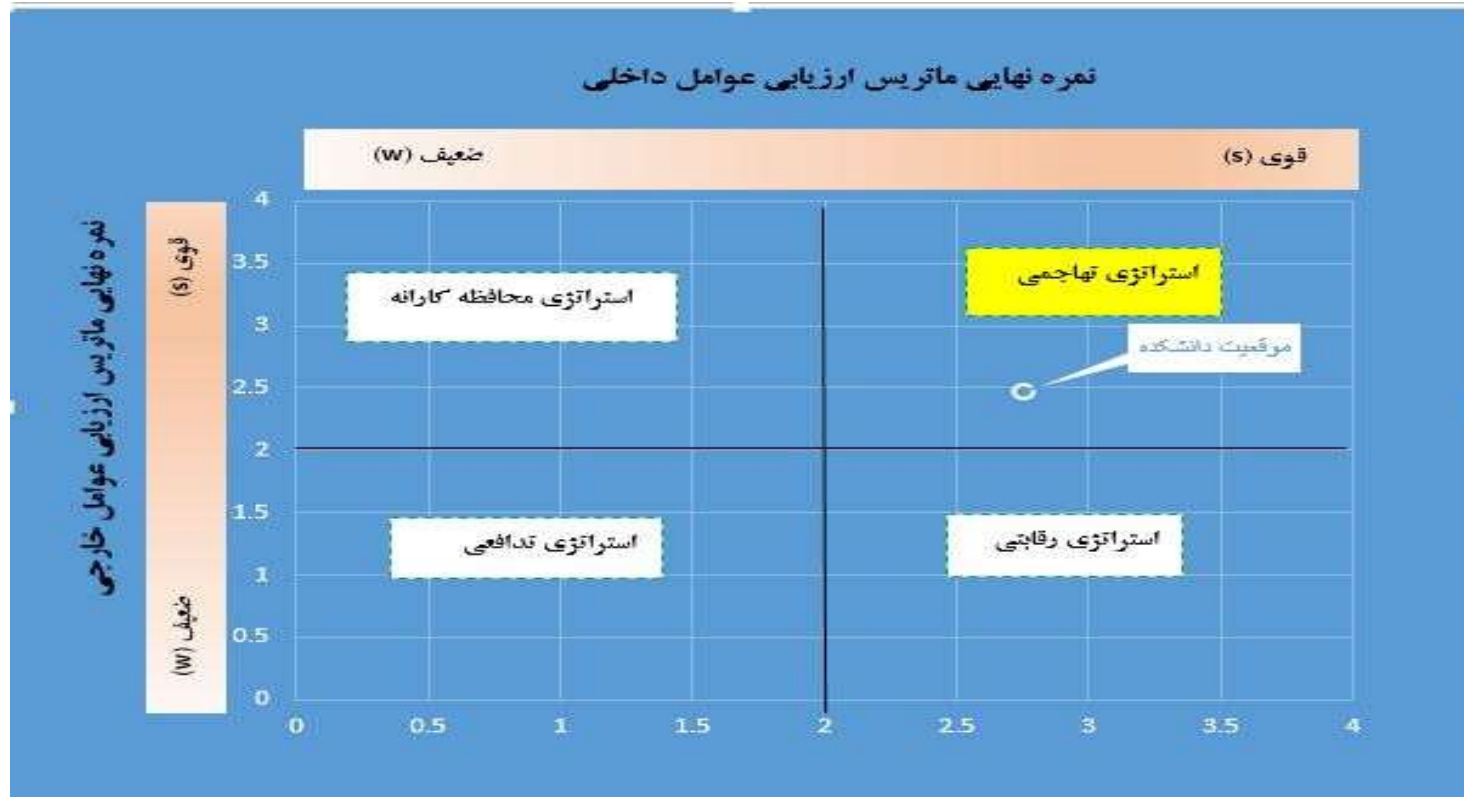 نمره نهایی ماتریس ارزیابی عوامل داخلی
قوی (s)
ضعیف (w)
نمره نهایی ماتریس ارزیابی عوامل خارجی
قوی (s)
ضعیف (w)
4
3.5
3
2.5
2
1.5
1
0.5
0
استراتژی تهاجمی
استراتژی محافظه کارانه
موقعیت دانشکده
استراتژی رقابتی
استراتژی تدافعی
0 0.5 1 1.5 2 2.5 3 3.5 4